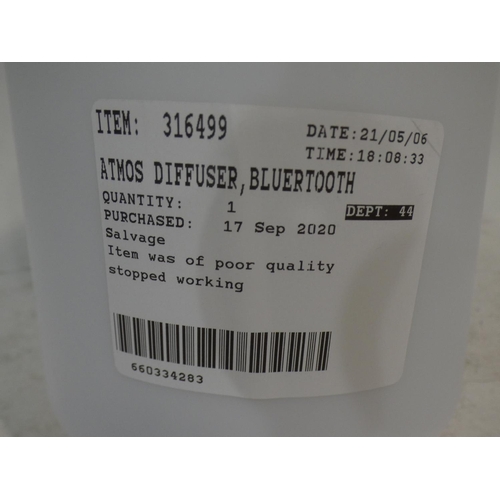 ITEM: 316499
DATE:21/05/06
TIME:18:08:33
ATMOS DIFFUSER,BLUERTOOTH
QUANTITY: 1
DEPT: 44
PURCHASED: 17 Sep 2020
Salvage
Item was of poor quality
stopped working
660334283